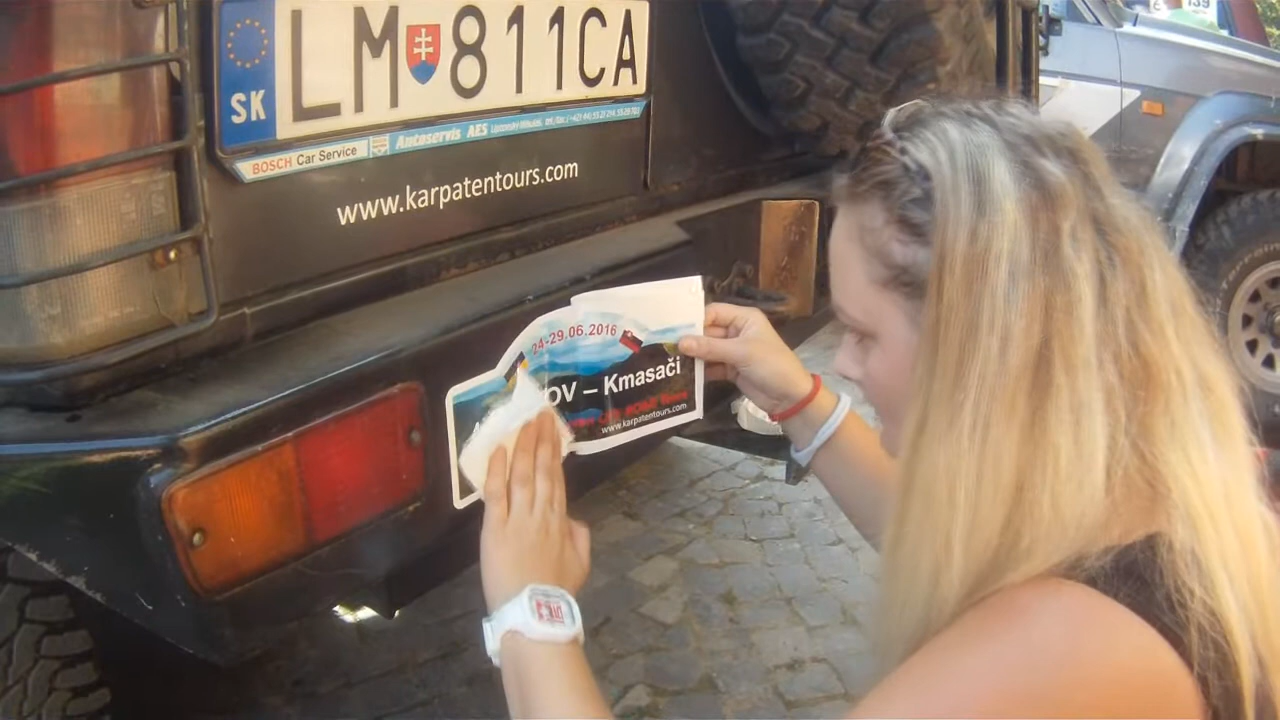 SK LM 811CA
BOSCH Car Service Autoservis AES
www.karpatentours.com
24-29.06.2016
OV – Kmasači
www.karpatentours.com
139